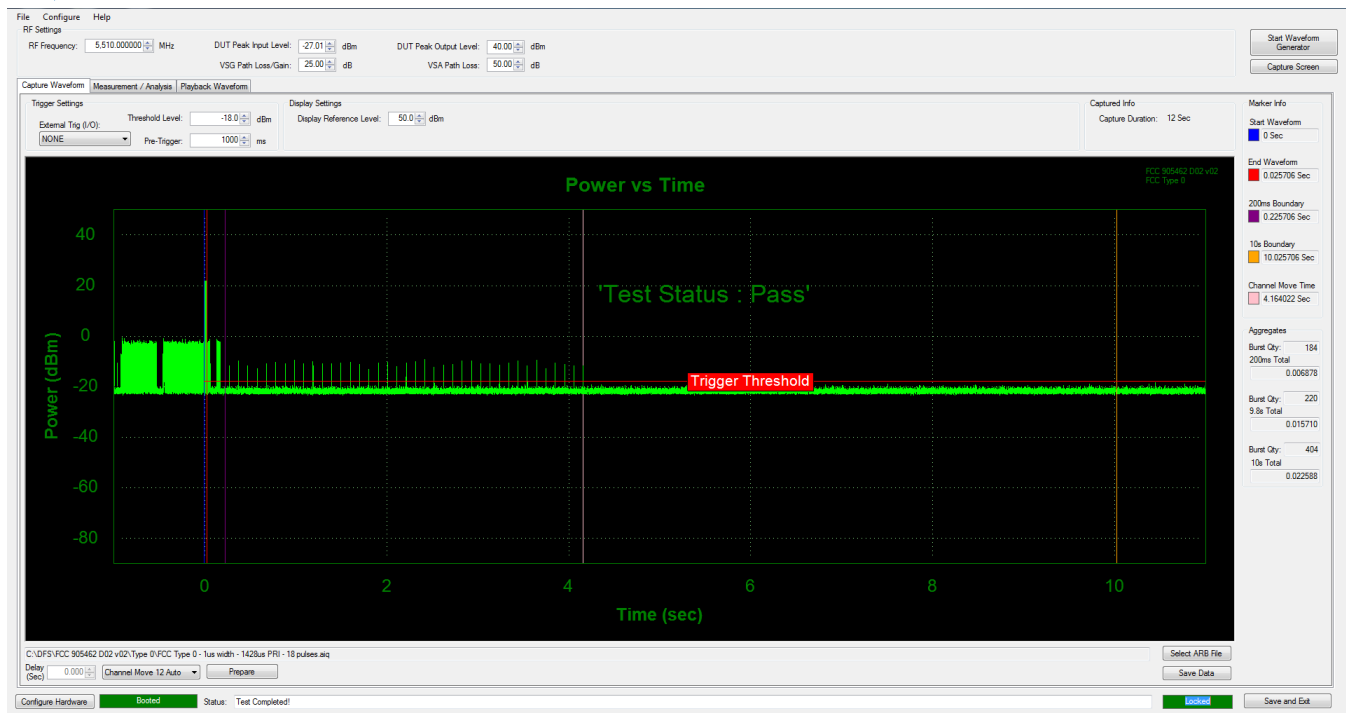 File Configure Help
RF Settings
RF Frequency: 5,510.000000 MHz DUT Peak Input Level: -27.01 dBm DUT Peak Output Level: 40.00 dBm
VSG Path Loss/Gain: 25.00 dB VSA Path Loss: 50.00 dB
Start Waveform
Generator
Capture Screen
Capture Waveform Measurement / Analysis Playback Waveform
Trigger Settings
External Trig (I/O):
NONE
Threshold Level: -18.0 dBm
Pre-Trigger: 1000 ms
Display Settings
Display Reference Level: 50.0 dBm
Captured Info
Capture Duration: 12 Sec
Marker Info
Start Waveform
0 Sec
End Waveform
0.025706 Sec
200ms Boundary
0.225706 Sec
10s Boundary
10.025706 Sec
Channel Move Time
4.164022 Sec
Aggregates
Burst Qty: 184
200ms Total
0.006878
Burst Qty: 220
9.8s Total
0.015710
Burst Qty: 404
10s Total
0.022588
Power vs Time
FCC 905462 D02 v02
FCC Type 0
'Test Status : Pass'
Trigger Threshold
Power (dBm)
40
20
0
-20
-40
-60
-80
0 2 4 6 8 10
Time (sec)
C:\DFS\FCC 905462 D02 v02\Type 0\FCC Type 0 - 1us width - 1428us PRI - 18 pulses.aiq
Select ARB File
Delay
(Sec) 0.000 Channel Move 12 Auto Prepare
Save Data
Configure Hardware Booted Status: Test Completed! Locked Save and Exit